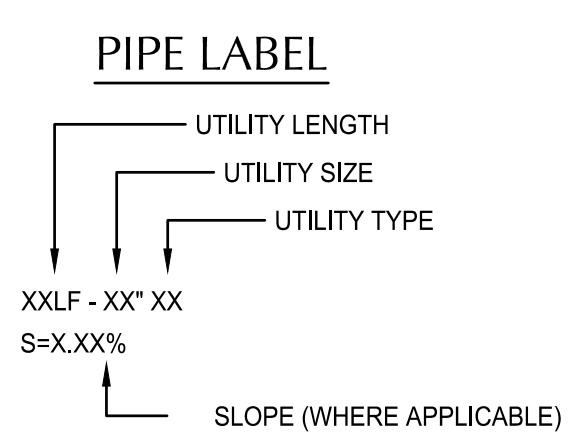 PIPE LABEL
UTILITY LENGTH
UTILITY SIZE
UTILITY TYPE
XXLF - XX" XX
S=X.XX%
SLOPE (WHERE APPLICABLE)